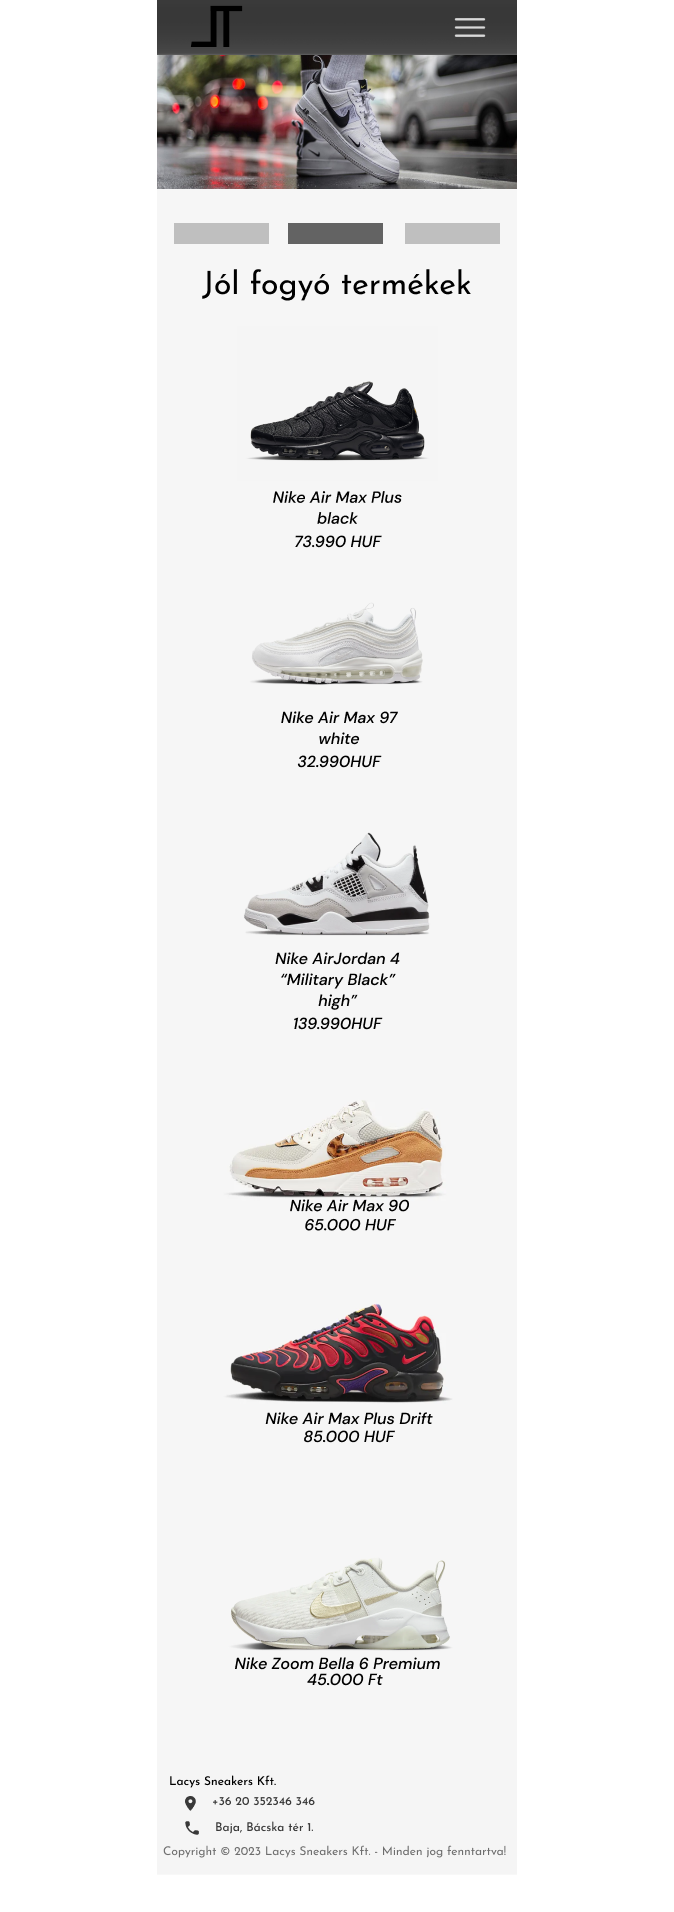 JT
Jól fogyó termékek
Nike Air Max Plus
black
73.990 HUF
Nike Air Max 97
white
32.990HUF
Nike AirJordan 4
“Military Black”
high”
139.990HUF
Nike Air Max 90
65.000 HUF
Nike Air Max Plus Drift
85.000 HUF
Nike Zoom Bella 6 Premium
45.000 Ft
Lacys Sneakers Kft.
+36 20 352346 346
Baja, Bácska tér 1.
Copyright © 2023 Lacys Sneakers Kft. - Minden jog fenntartva!